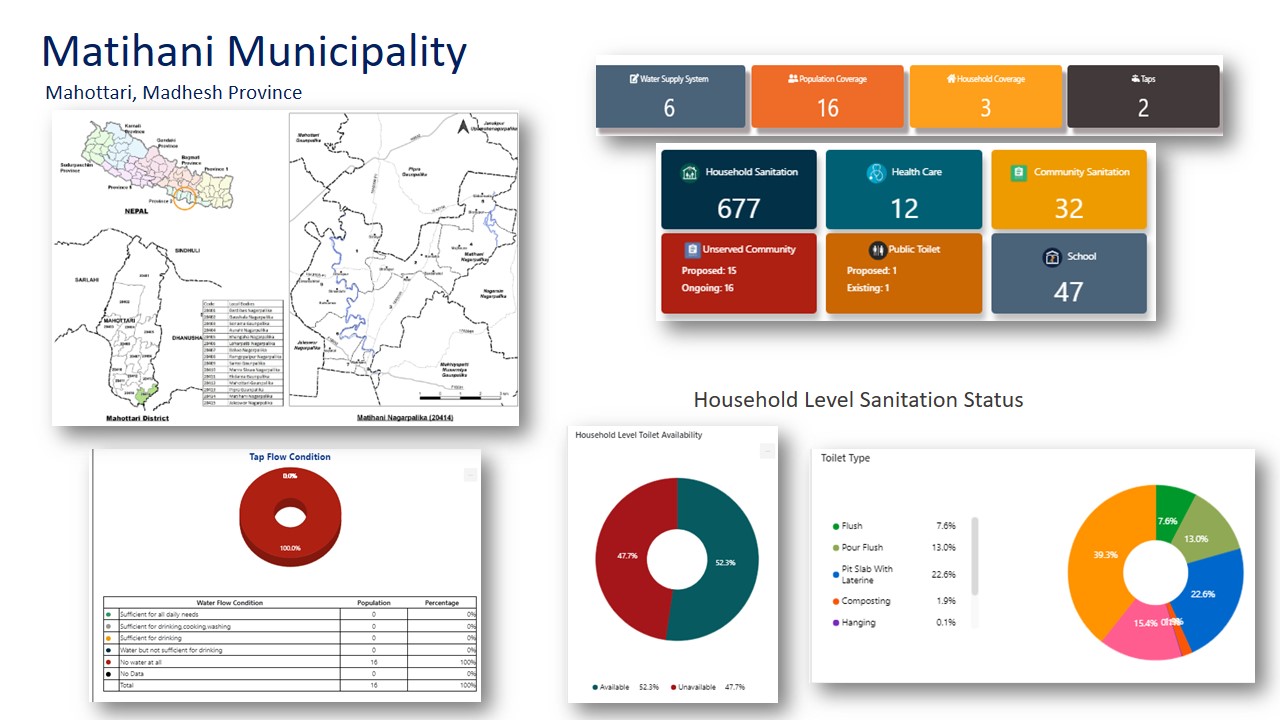 Matihani Municipality
Mahottari, Madhesh Province
Water Supply System
6
Population Coverage
16
Household Coverage
3
Taps
2
Household Sanitation
677
Health Care
12
Community Sanitation
32
Unserved Community
Proposed: 15
Ongoing: 16
Public Toilet
Proposed: 1
Existing: 1
School
47
Karnali
Province
Gandaki
Province
Sudurpaschim
Province
Bagmati
Province
Province 1
Province 2
NEPAL
SINDHULI
SARLAHI
MAHOTTARI
DHANUSHA
Code
Local Bodies
Mahottari District
Mahottari
Gaunpalika
Janakpur
Pipra
Gaunpalika
Matihani
Nagarpalika
Nagarain
Nagarpalika
Jaleswor
Nagarpalika
Gaunpalika
Matihani Nagarpalika (20414)
Household Level Sanitation Status
Tap Flow Condition
0.0%
100.0%
Water Flow Condition Population Percentage
Sufficient for all daily needs 0 0%
Sufficient for drinking,cooking,washing 0 0%
Sufficient for drinking 0 0%
Water but not sufficient for drinking 0 0%
No water at all 16 100%
No Data 0 0%
Total 16 100%
Household Level Toilet Availability
47.7%
52.3%
Available 52.3% Unavailable 47.7%
Toilet Type
Flush 7.6%
Pour Flush 13.0%
Pit Slab With
Laterine 22.6%
Composting 1.9%
Hanging 0.1%
7.6%
13.0%
39.3%
22.6%
15.4%